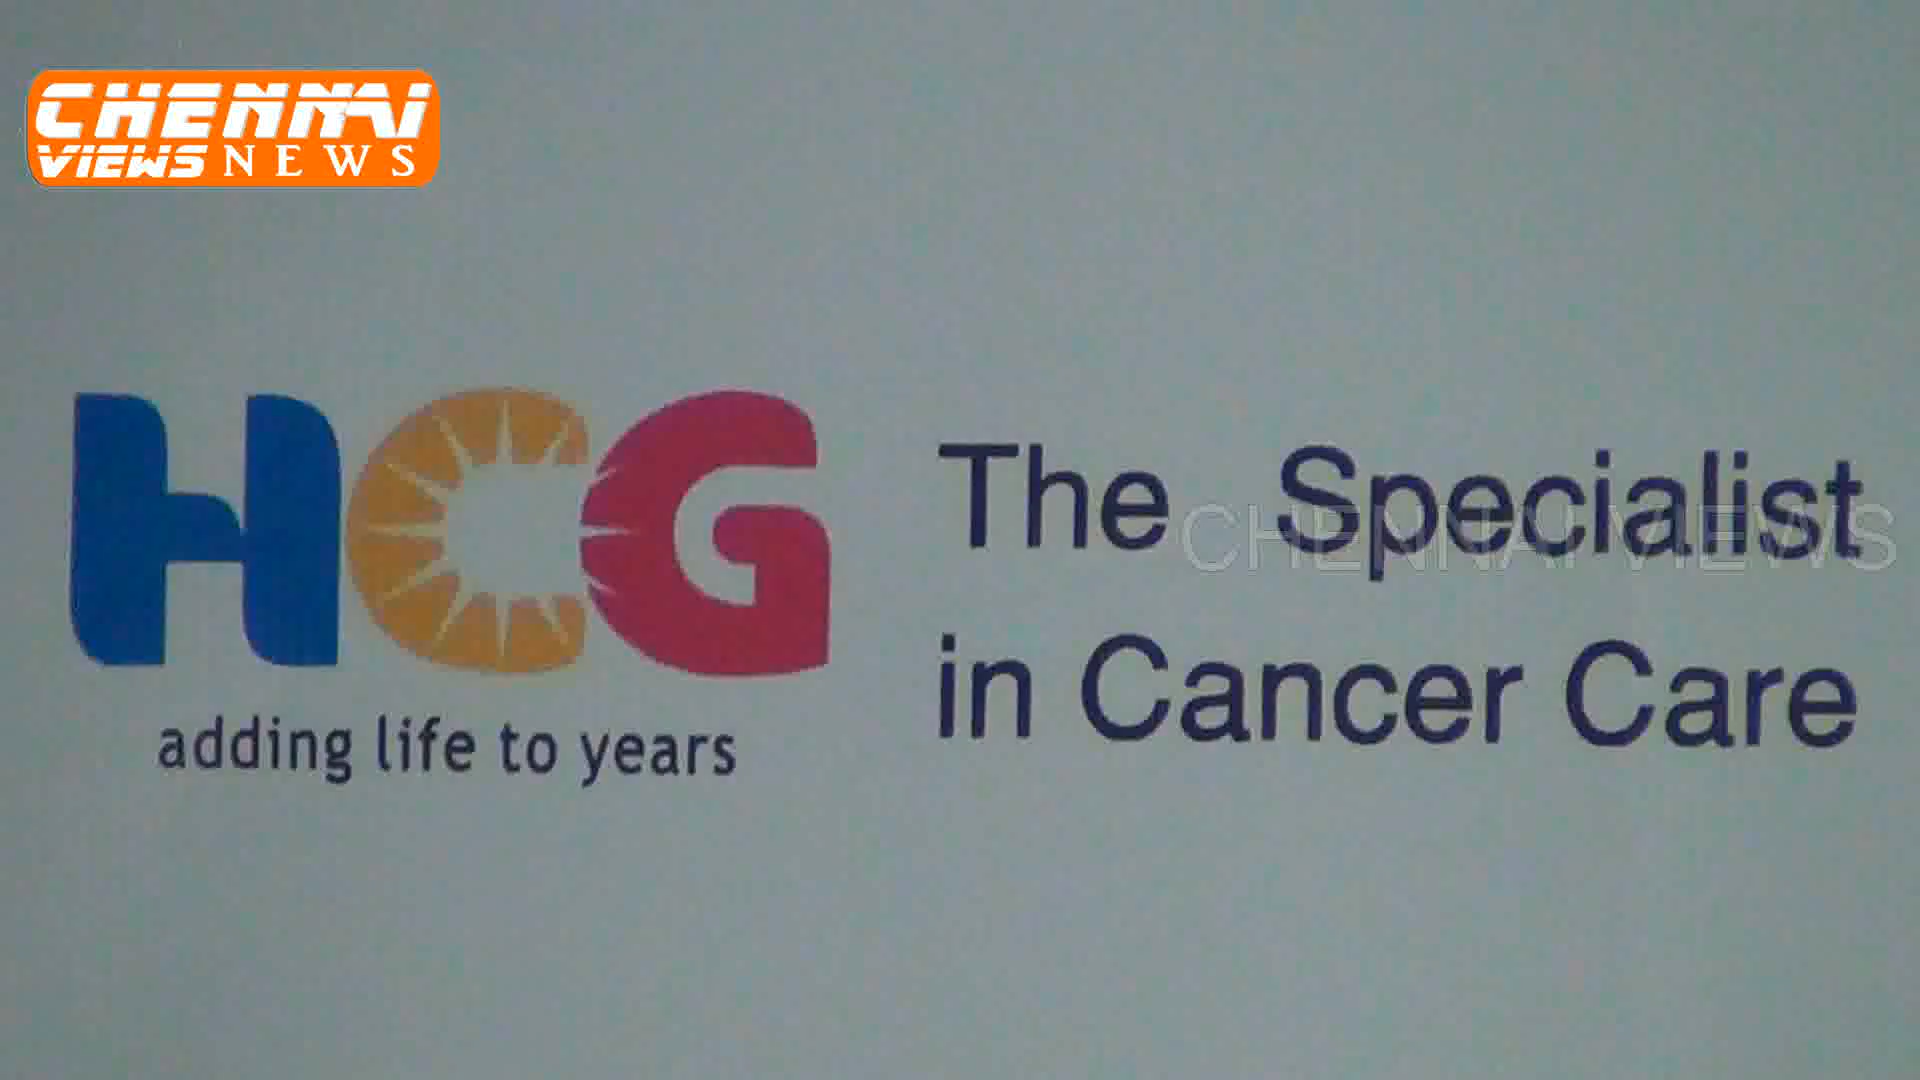 CHENNAI
VIEWS NEWS
HCG
adding life to years
The Specialist
in Cancer Care
CHENNAI VIEWS